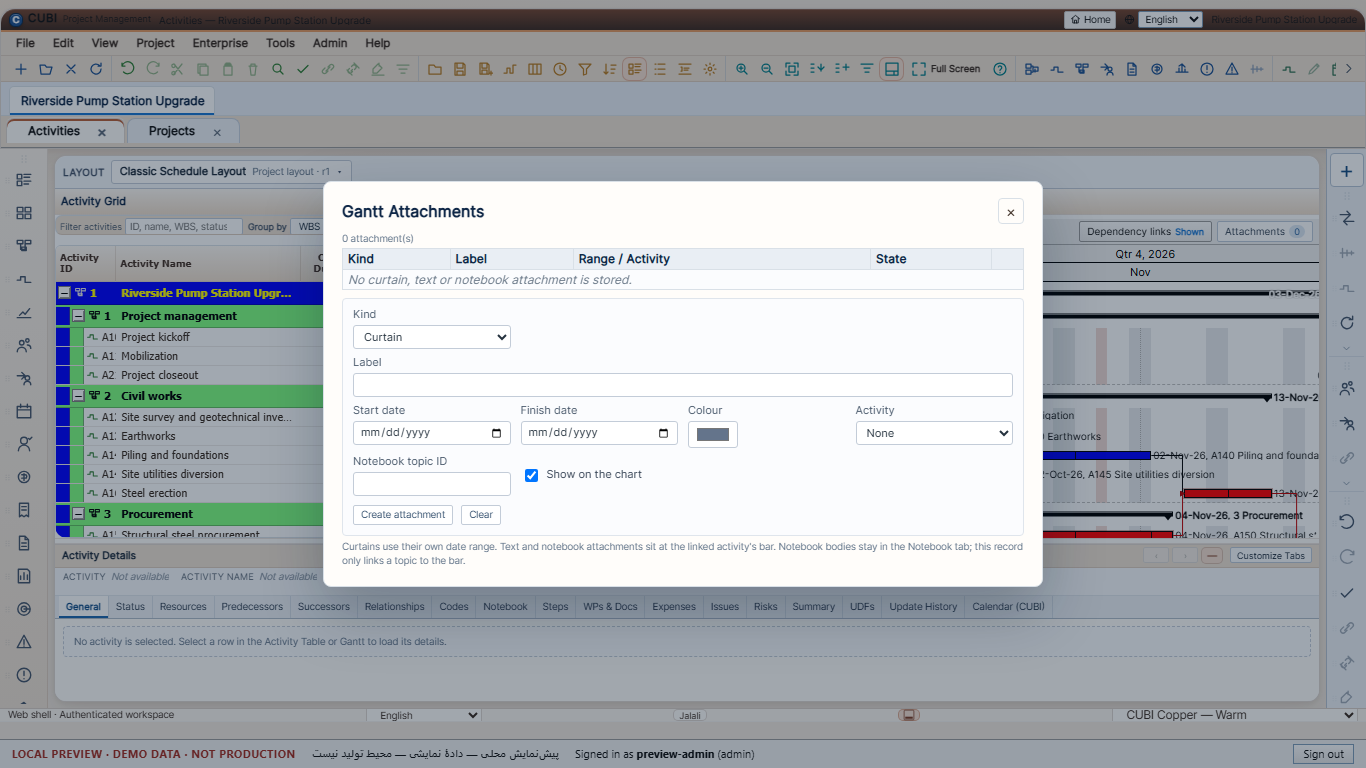 CUBI Project Management Activities — Riverside Pump Station Upgrade Home English Riverside Pump Station Upgrade
File Edit View Project Enterprise Tools Admin Help
Full Screen
Riverside Pump Station Upgrade
Activities × Projects ×
LAYOUT Classic Schedule Layout Project layout · r1
Activity Grid
Filter activities ID, name, WBS, status Group by WBS
Dependency links Shown Attachments 0
Activity ID Activity Name
Qtr 4, 2026
Nov
1 Riverside Pump Station Upgr...
03-Dec-26
1 Project management
Project kickoff
Mobilization
A2 Project closeout
2 Civil works
13-Nov-2
Site survey and geotechnical inve...
Earthworks
Earthworks
Piling and foundations
02-Nov-26, A140 Piling and founda
Site utilities diversion
-Oct-26, A145 Site utilities diversion
Steel erection
13-Nov-2
3 Procurement
04-Nov-26, 3 Procurement
Structural steel procurement
04-Nov-26, A150 Structural st
Gantt Attachments
×
0 attachment(s)
Kind Label Range / Activity State
No curtain, text or notebook attachment is stored.
Kind
Curtain
Label
Start date Finish date Colour Activity
mm/dd/yyyy mm/dd/yyyy None
Notebook topic ID
Show on the chart
Create attachment Clear
Curtains use their own date range. Text and notebook attachments sit at the linked activity's bar. Notebook bodies stay in the Notebook tab; this record
only links a topic to the bar.
Activity Details
Customize Tabs
ACTIVITY Not available ACTIVITY NAME Not available
General Status Resources Predecessors Successors Relationships Codes Notebook Steps WPs & Docs Expenses Issues Risks Summary UDFs Update History Calendar (CUBI)
No activity is selected. Select a row in the Activity Table or Gantt to load its details.
Web shell · Authenticated workspace English Jalali CUBI Copper — Warm
LOCAL PREVIEW · DEMO DATA · NOT PRODUCTION پیش‌نمایش محلی — دادهٔ نمایشی — محیط تولید نیست Signed in as preview-admin (admin) Sign out